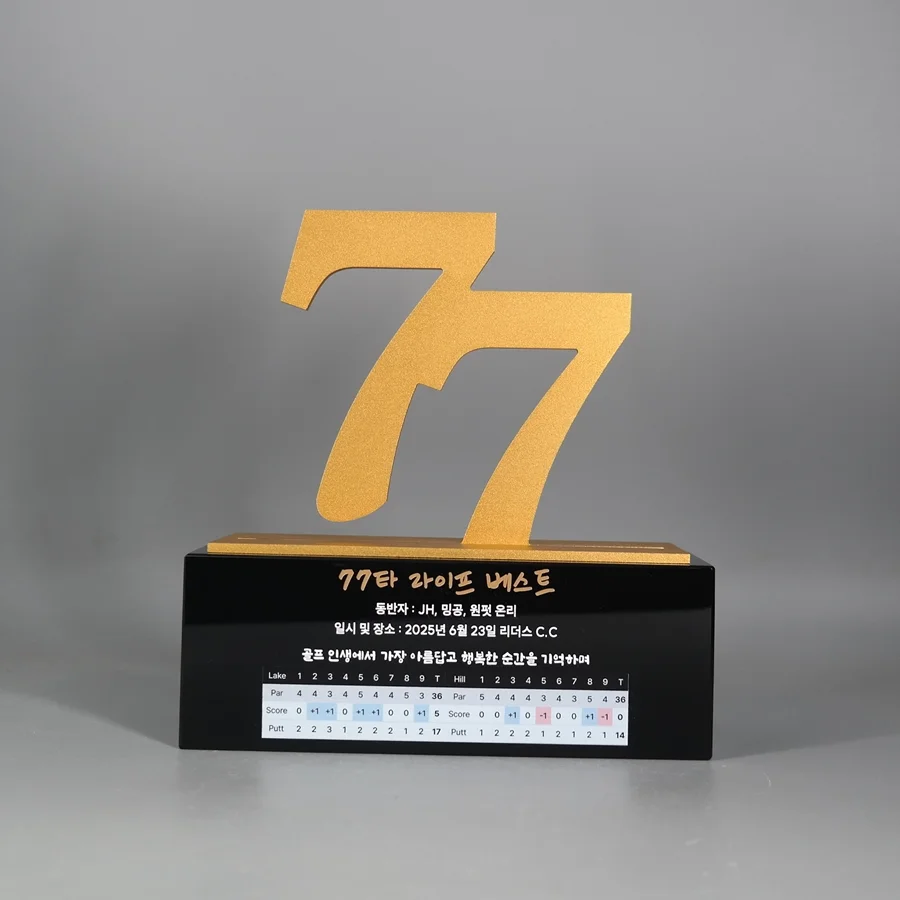 77
77타 라이프 베스트
동반자 : JH, 밍공, 원펏 온리
일시 및 장소 : 2025년 6월 23일 리더스 C.C
골프 인생에서 가장 아름답고 행복한 순간을 기억하며
Lake 1 2 3 4 5 6 7 8 9 T Hill 1 2 3 4 5 6 7 8 9 T
Par 4 4 3 4 5 4 4 5 3 36 Par 5 4 3 4 4 3 4 5 4 36
Score 0 +1 +1 0 +1 +1 0 0 +1 5 Score 0 0 +1 0 -1 0 0 +1 -1 0
Putt 2 2 3 1 2 2 2 1 2 17 Putt 1 2 2 2 1 2 1 2 1 14